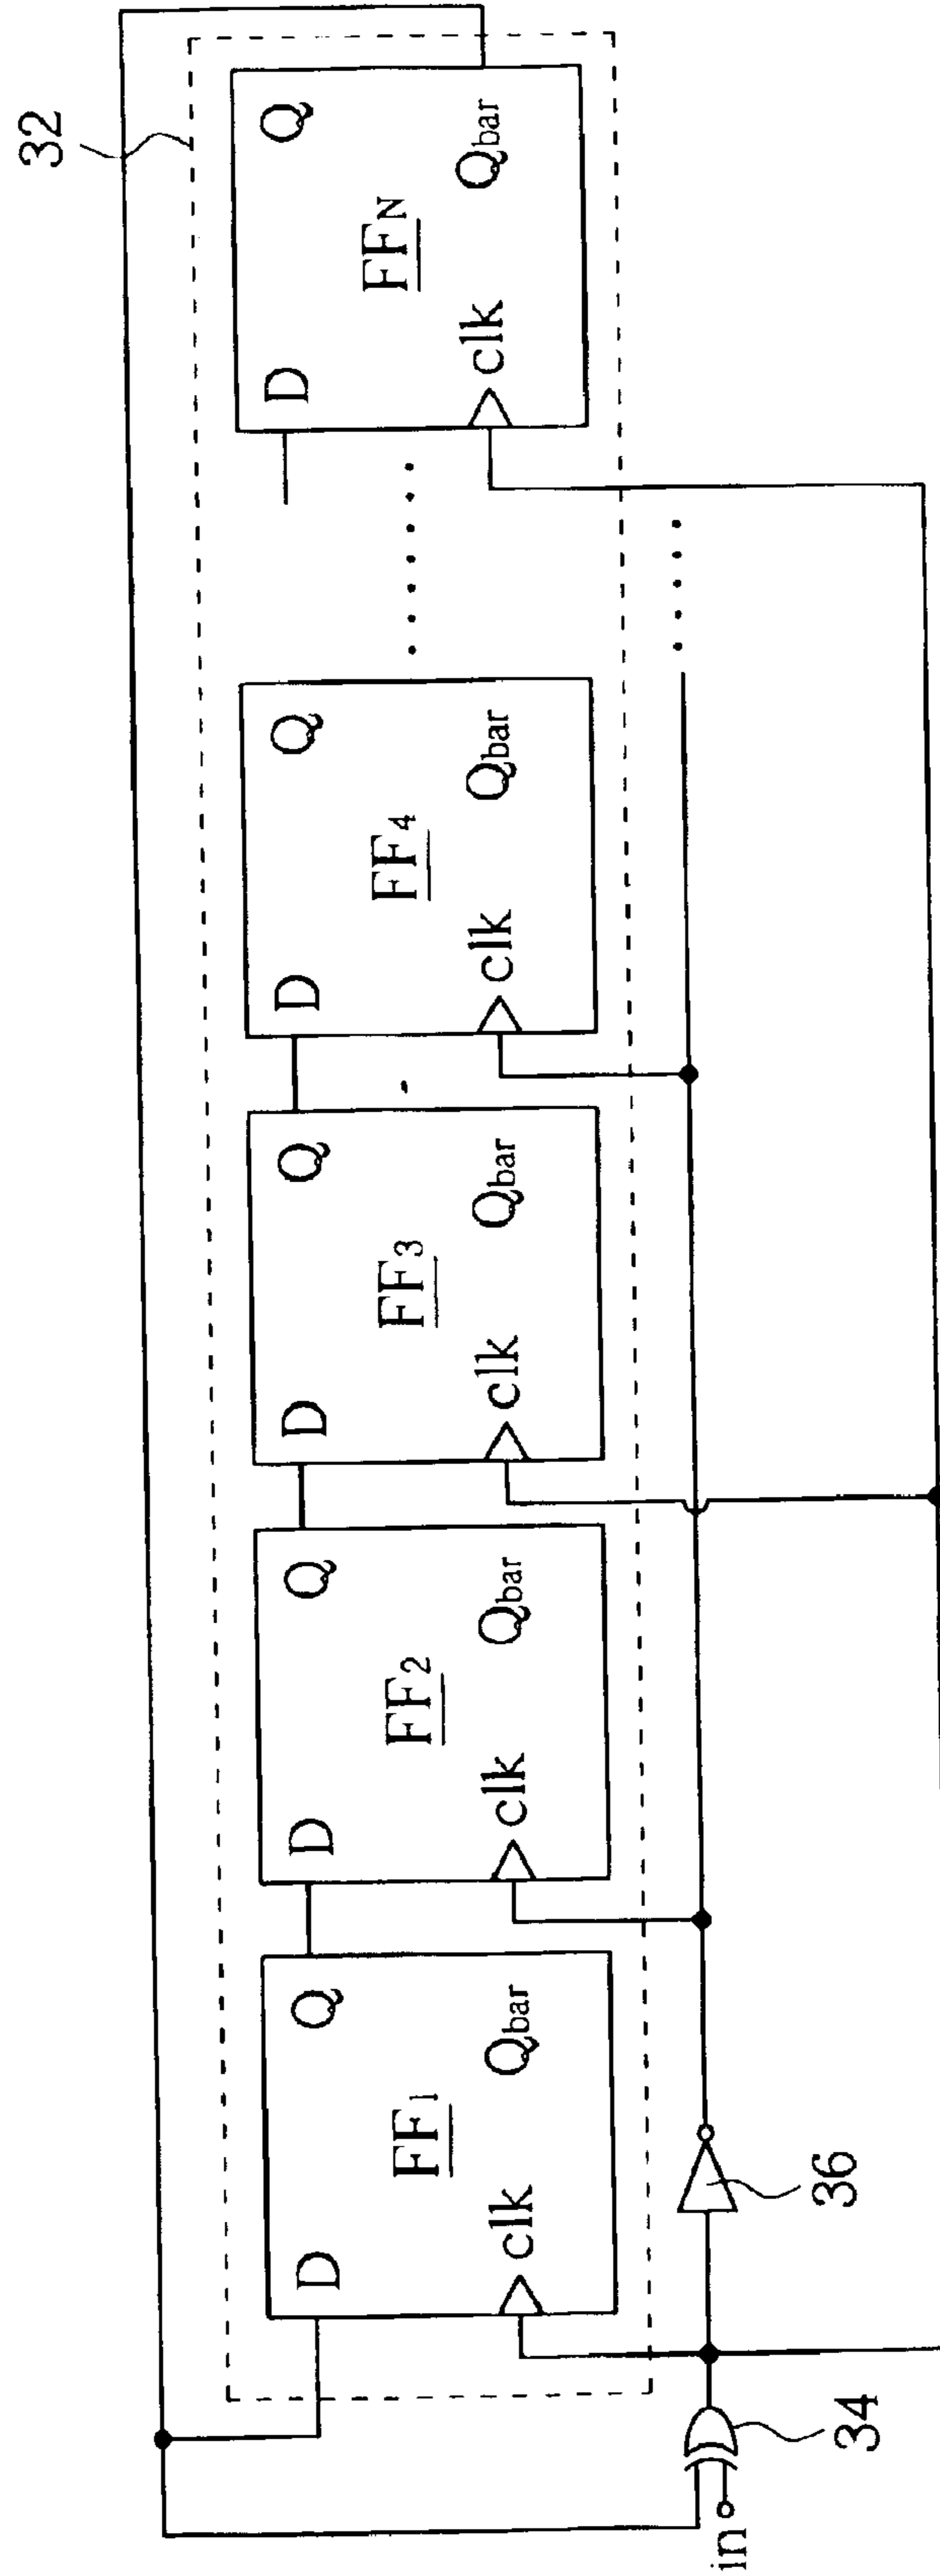 32
D Q D Q D Q D Q D Q
FF1 FF2 FF3 FF4 FFN
clk Qbar clk Qbar clk Qbar clk Qbar clk Qbar
in
34
36